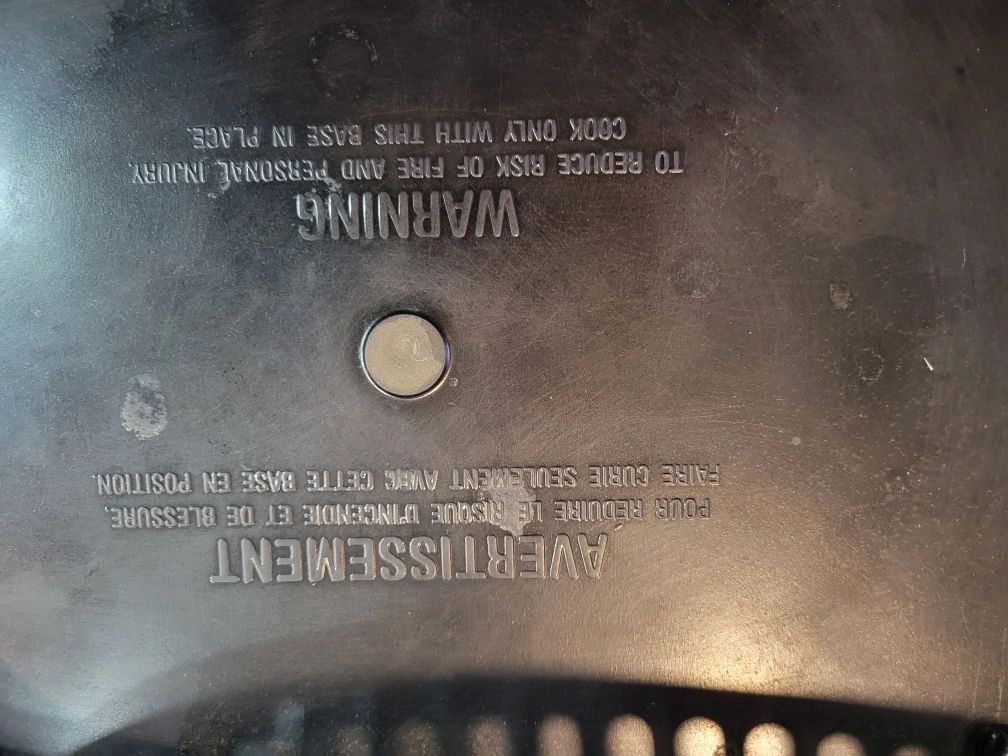 AVERTISSEMENT
POUR REDUIRE LE RISQUE D'INCENDIE ET DE BLESSURE,
FAIRE CURIE SEULEMENT AVEC CETTE BASE EN POSITION.
WARNING
TO REDUCE RISK OF FIRE AND PERSONAL INJURY.
COOK ONLY WITH THIS BASE IN PLACE.